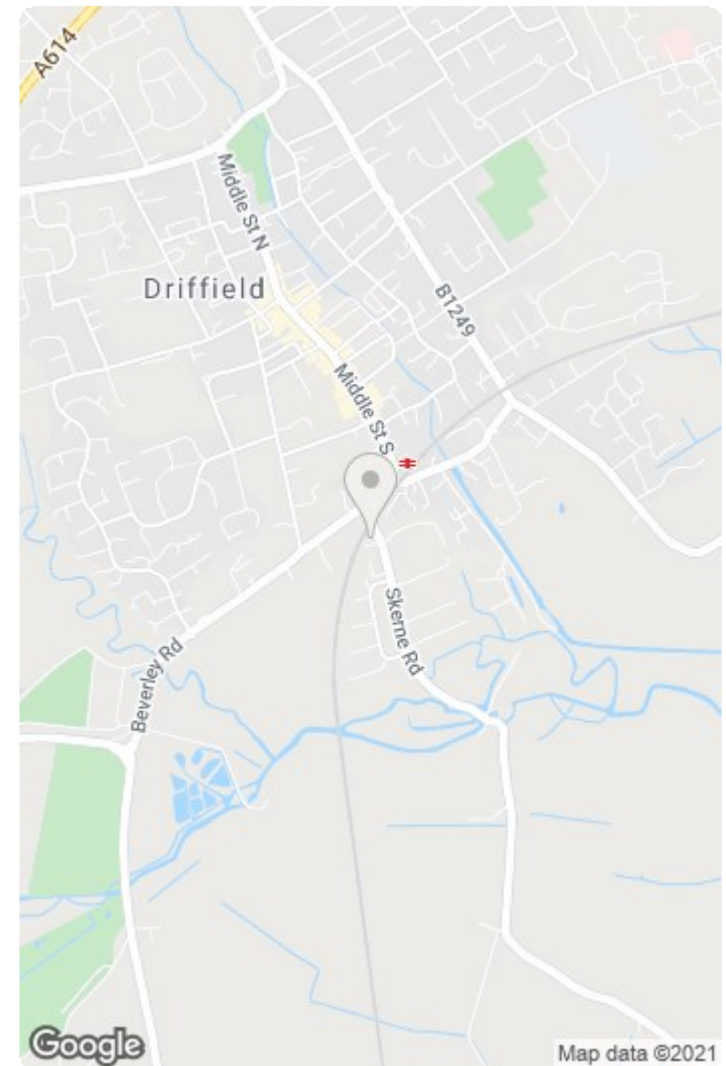 A614
Middle St N
Driffield
B1249
Middle St S
Skerne Rd
Beverley Rd
Google
Map data ©2021